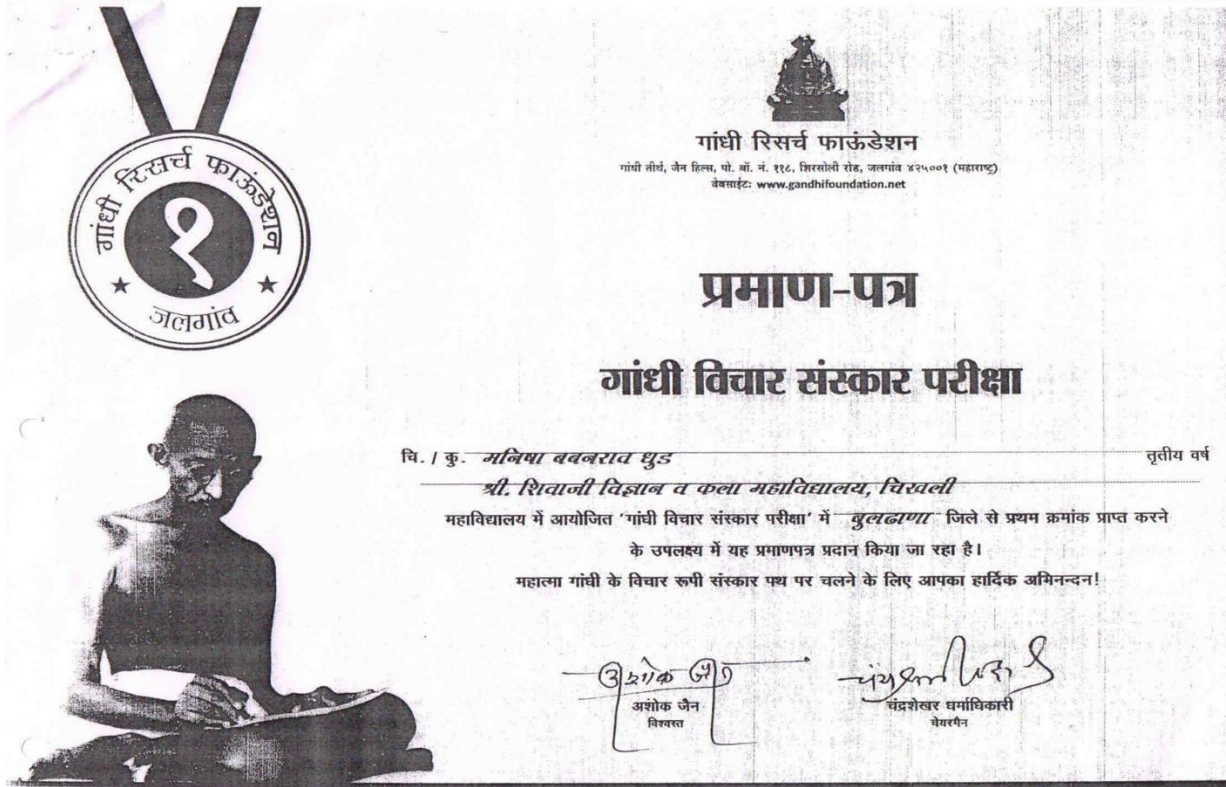 गांधी रिसर्च फाऊंडेशन
१
जलगांव
गांधी रिसर्च फाऊंडेशन
गांधी तीर्थ, जैन हिल्स, पो. बॉ. नं. ११८, शिरसोली रोड, जलगांव ४२५००१ (महाराष्ट्र)
वेबसाईट: www.gandhifoundation.net
प्रमाण-पत्र
गांधी विचार संस्कार परीक्षा
चि. / कु. मनिषा बबनराव धुड तृतीय वर्ष
श्री. शिवाजी विज्ञान व कला महाविद्यालय, चिखली
महाविद्यालय में आयोजित 'गांधी विचार संस्कार परीक्षा' में बुलढाणा जिले से प्रथम क्रमांक प्राप्त करने
के उपलक्ष्य में यह प्रमाणपत्र प्रदान किया जा रहा है।
महात्मा गांधी के विचार रूपी संस्कार पथ पर चलने के लिए आपका हार्दिक अभिनन्दन!
अशोक जैन
अशोक जैन
विश्वस्त
चंद्रशेखर धर्माधिकारी
चेयरमैन